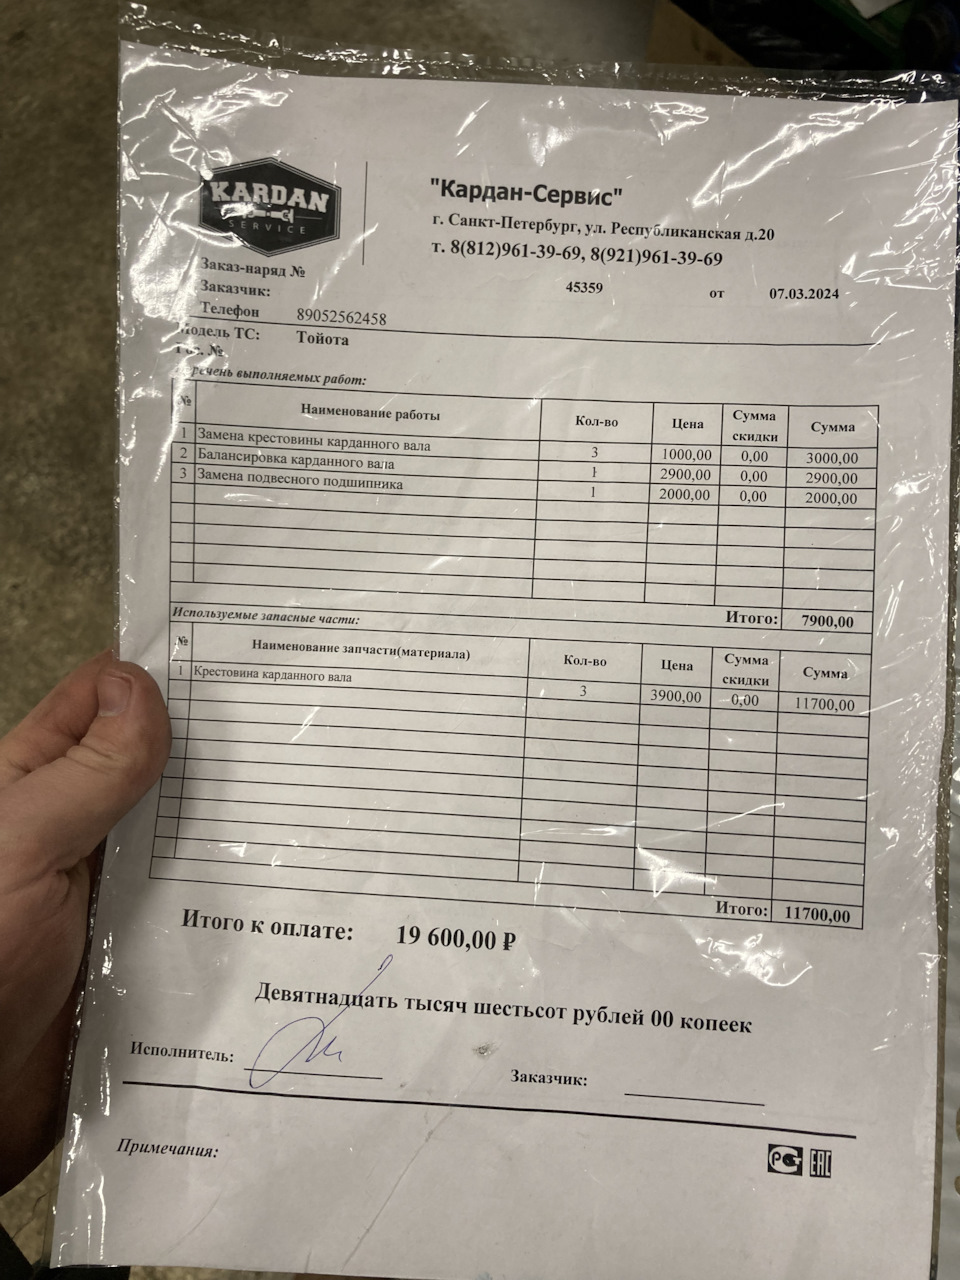 KARDAN
SERVICE
"Кардан-Сервис"
г. Санкт-Петербург, ул. Республиканская д.20
т. 8(812)961-39-69, 8(921)961-39-69
Заказ-наряд № 45359 от 07.03.2024
Заказчик:
Телефон 89052562458
Модель ТС: Тойота
Гос. №
Перечень выполняемых работ:
№ Наименование работы Кол-во Цена Сумма скидки Сумма
1 Замена крестовины карданного вала 3 1000,00 0,00 3000,00
2 Балансировка карданного вала 1 2900,00 0,00 2900,00
3 Замена подвесного подшипника 1 2000,00 0,00 2000,00
Итого: 7900,00
Используемые запасные части:
№ Наименование запчасти(материала) Кол-во Цена Сумма скидки Сумма
1 Крестовина карданного вала 3 3900,00 0,00 11700,00
Итого: 11700,00
Итого к оплате: 19 600,00 ₽
Девятнадцать тысяч шестьсот рублей 00 копеек
Исполнитель:
Заказчик:
Примечания:
РСТ EAC